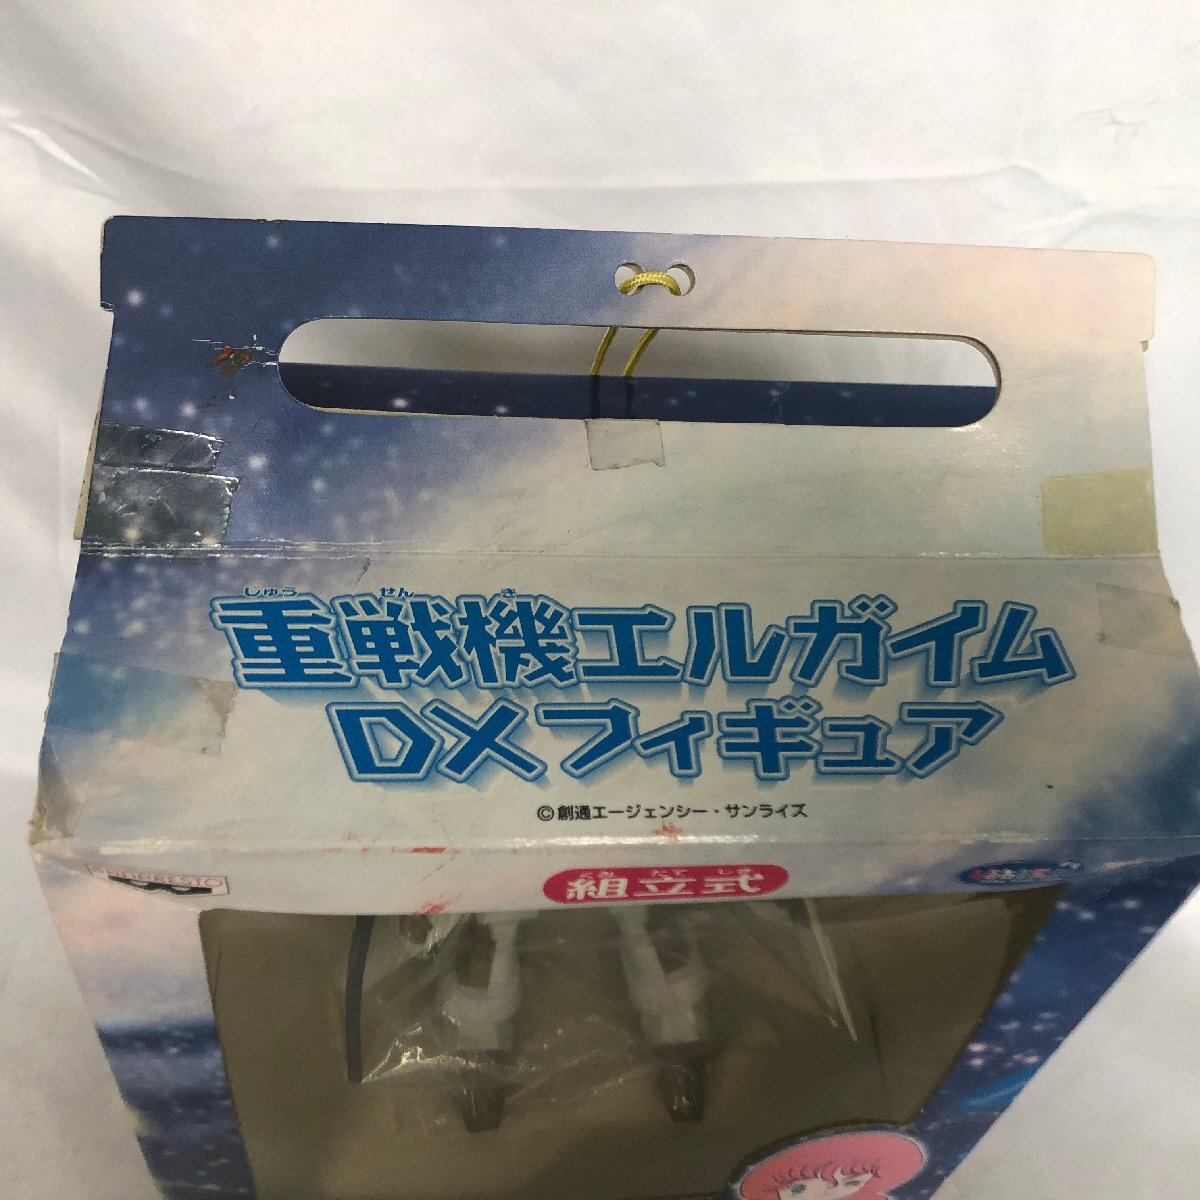 じゅう せん き
重戦機エルガイム
DXフィギュア
©創通エージェンシー・サンライズ
くみ たて しき
組立式
BANPRESTO